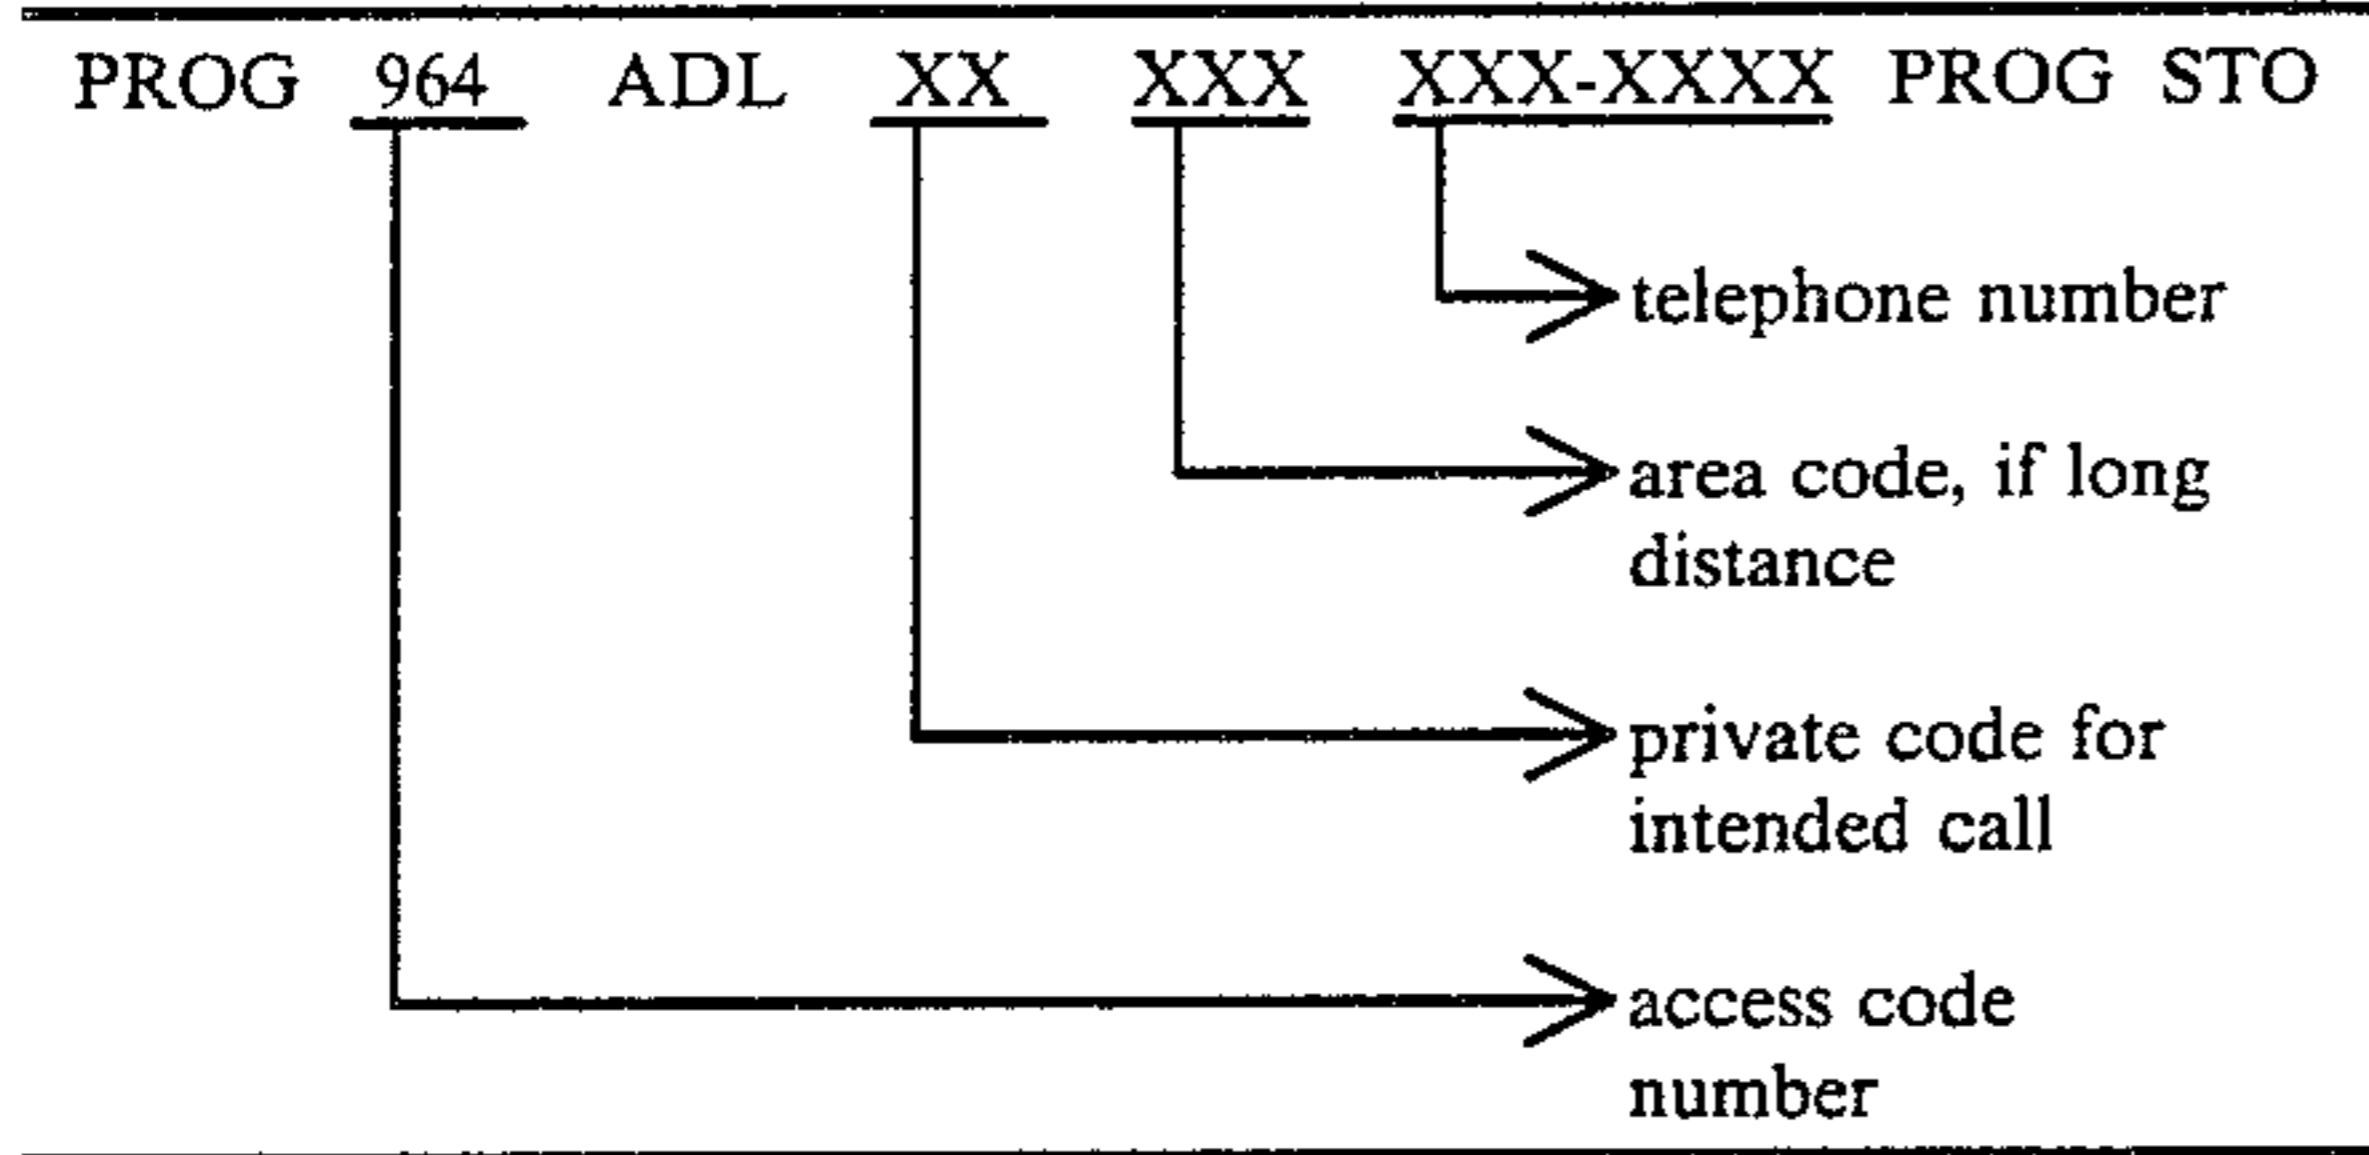 PROG 964 ADL XX XXX XXX-XXXX PROG STO
telephone number
area code, if long
distance
private code for
intended call
access code
number